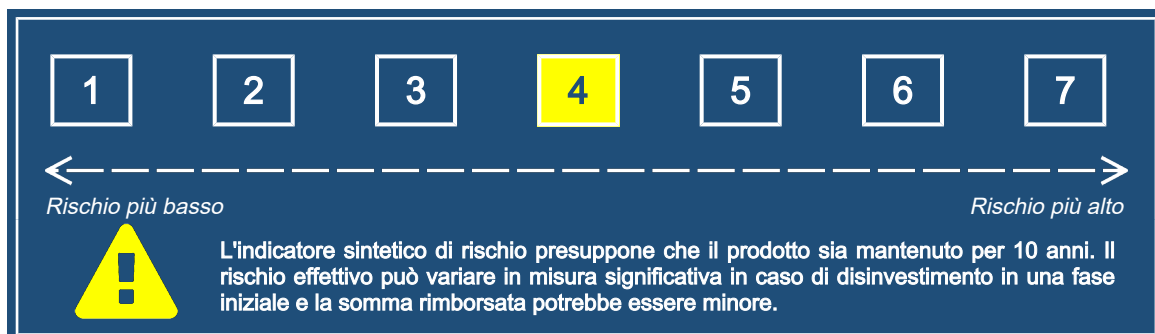 1 2 3 4 5 6 7
Rischio più basso Rischio più alto
L'indicatore sintetico di rischio presuppone che il prodotto sia mantenuto per 10 anni. Il
rischio effettivo può variare in misura significativa in caso di disinvestimento in una fase
iniziale e la somma rimborsata potrebbe essere minore.